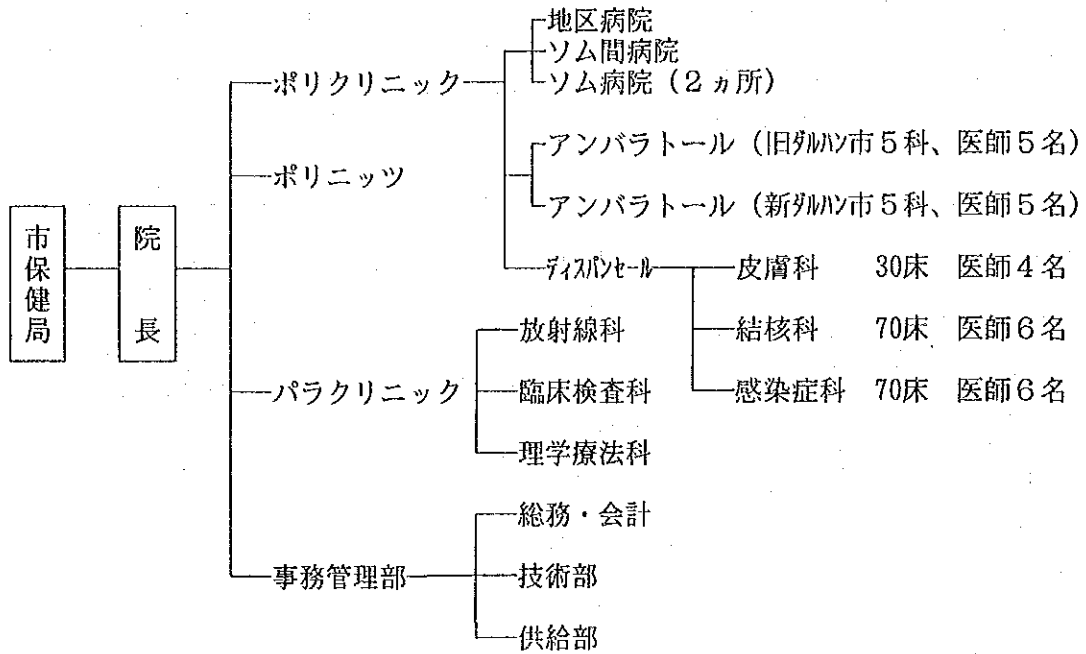 地区病院
ソム間病院
ポリクリニック ソム病院（2ヵ所）
アンバラトール（旧ﾀﾞﾙﾊﾝ市5科、医師5名）
ポリニッツ
アンバラトール（新ﾀﾞﾙﾊﾝ市5科、医師5名）
市保健局 院長
ﾃﾞｨｽﾊﾟﾝｾｰﾙ 皮膚科 30床 医師4名
放射線科 結核科 70床 医師6名
パラクリニック 臨床検査科 感染症科 70床 医師6名
理学療法科
総務・会計
事務管理部 技術部
供給部